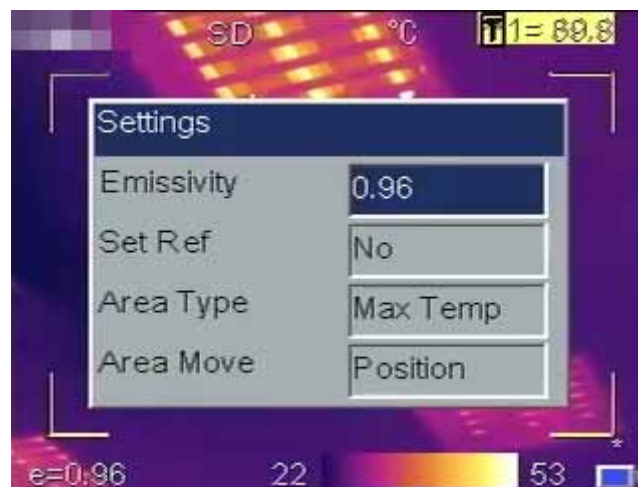 SD °C T1= 89.8
Settings
Emissivity 0.96
Set Ref No
Area Type Max Temp
Area Move Position
e=0.96 22 53 *